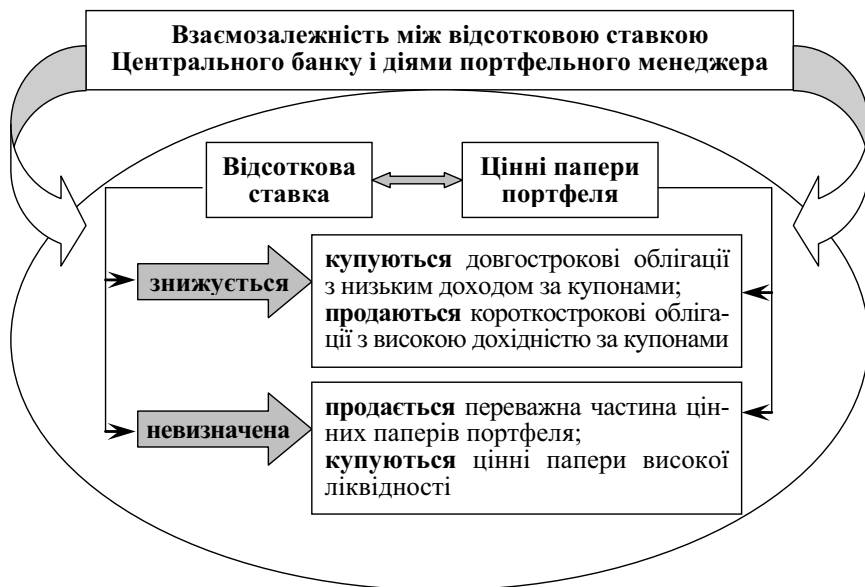 Взаємозалежність між відсотковою ставкою
Центрального банку і діями портфельного менеджера
Відсоткова
ставка
Цінні папери
портфеля
знижується
купуються довгострокові облігації
з низьким доходом за купонами;
продаються короткострокові обліга-
ції з високою дохідністю за купонами
невизначена
продається переважна частина цін-
них паперів портфеля;
купуються цінні папери високої
ліквідності